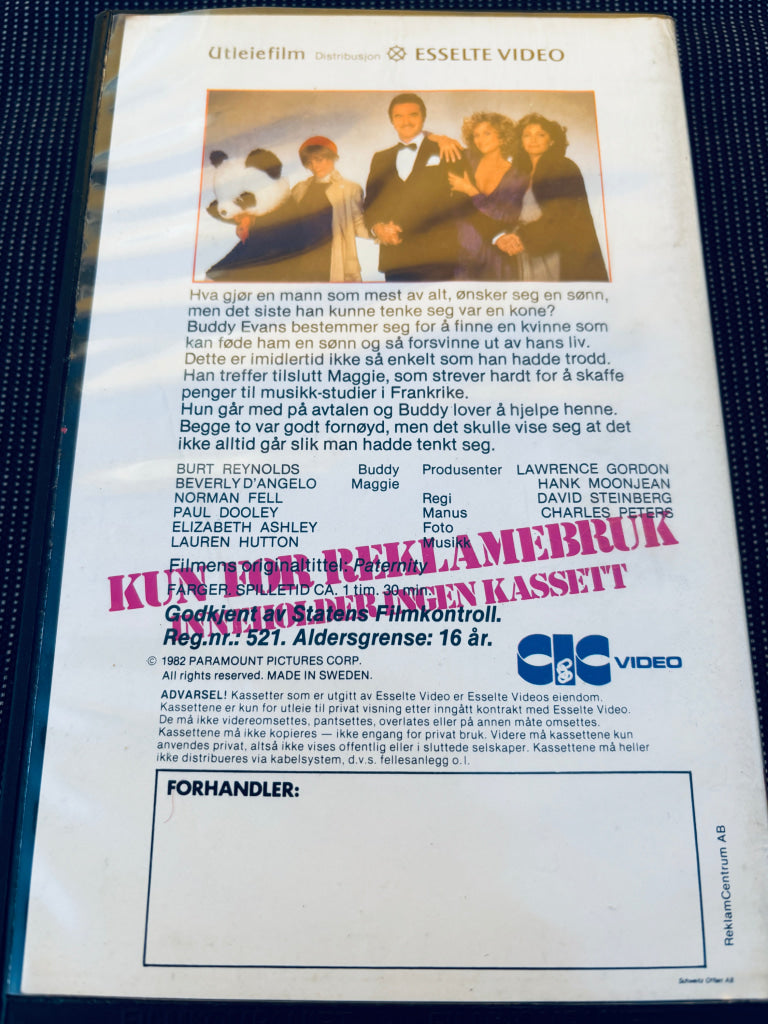 Utleiefilm Distribusjon ESSELTE VIDEO
Hva gjør en mann som mest av alt, ønsker seg en sønn,
men det siste han kunne tenke seg var en kone?
Buddy Evans bestemmer seg for å finne en kvinne som
kan føde ham en sønn og så forsvinne ut av hans liv.
Dette er imidlertid ikke så enkelt som han hadde trodd.
Han treffer tilslutt Maggie, som strever hardt for å skaffe
penger til musikk-studier i Frankrike.
Hun går med på avtalen og Buddy lover å hjelpe henne.
Begge to var godt fornøyd, men det skulle vise seg at det
ikke alltid går slik man hadde tenkt seg.
BURT REYNOLDS Buddy Produsenter LAWRENCE GORDON
BEVERLY D'ANGELO Maggie HANK MOONJEAN
NORMAN FELL Regi DAVID STEINBERG
PAUL DOOLEY Manus CHARLES PETERS
ELIZABETH ASHLEY Foto
LAUREN HUTTON Musikk
KUN FOR REKLAMEBRUK
Filmens originaltittel: Paternity
FARGER. SPILLETID CA. 1 tim. 30 min.
INNEHOLDER INGEN KASSETT
Godkjent av Statens Filmkontroll.
Reg.nr.: 521. Aldersgrense: 16 år.
© 1982 PARAMOUNT PICTURES CORP.
All rights reserved. MADE IN SWEDEN.
CIC VIDEO
ADVARSEL! Kassetter som er utgitt av Esselte Video er Esselte Videos eiendom.
Kassettene er kun for utleie til privat visning etter inngått kontrakt med Esselte Video.
De må ikke videreomsettes, pantsettes, overlates eller på annen måte omsettes.
Kassettene må ikke kopieres — ikke engang for privat bruk. Videre må kassettene kun
anvendes privat, altså ikke vises offentlig eller i sluttede selskaper. Kassettene må heller
ikke distribueres via kabelsystem, d.v.s. fellesanlegg o.l.
FORHANDLER:
ReklamCentrum AB